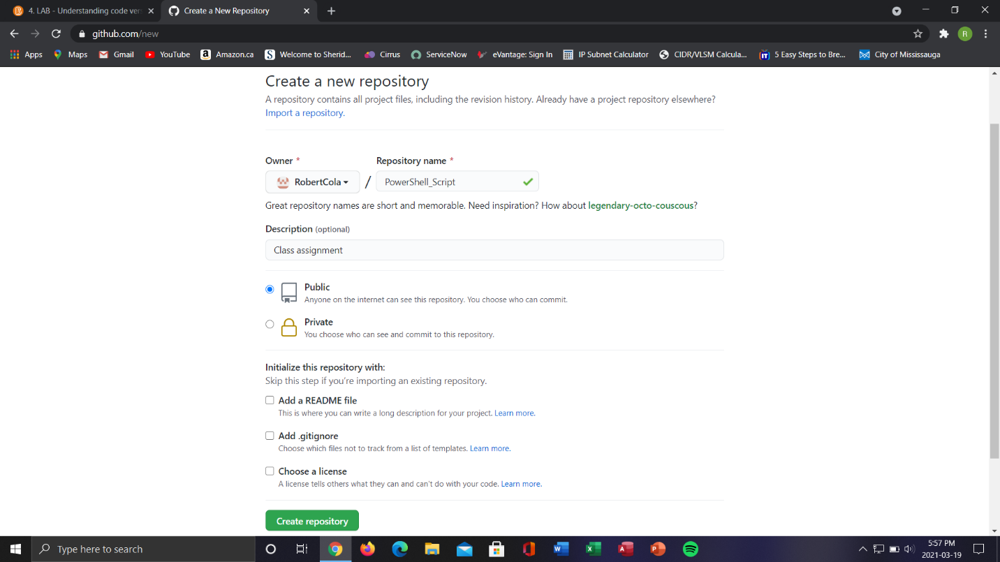 4. LAB - Understanding code vers
Create a New Repository
github.com/new
R
Apps
Maps
Gmail
YouTube
Amazon.ca
Welcome to Sherid...
Cirrus
ServiceNow
eVantage: Sign In
IP Subnet Calculator
CIDR/VLSM Calcula...
5 Easy Steps to Bre...
City of Mississauga
Create a new repository
A repository contains all project files, including the revision history. Already have a project repository elsewhere?
Import a repository.
Owner *
Repository name *
RobertCola
/
PowerShell_Script
Great repository names are short and memorable. Need inspiration? How about legendary-octo-couscous?
Description (optional)
Class assignment
Public
Anyone on the internet can see this repository. You choose who can commit.
Private
You choose who can see and commit to this repository.
Initialize this repository with:
Skip this step if you're importing an existing repository.
Add a README file
This is where you can write a long description for your project. Learn more.
Add .gitignore
Choose which files not to track from a list of templates. Learn more.
Choose a license
A license tells others what they can and can't do with your code. Learn more.
Create repository
Type here to search
5:57 PM
2021-03-19